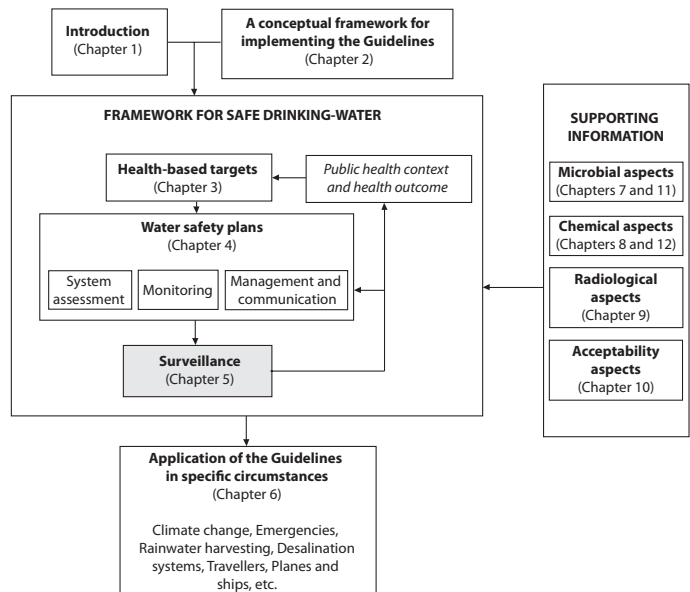 Introduction
(Chapter 1)
A conceptual framework for
implementing the Guidelines
(Chapter 2)
FRAMEWORK FOR SAFE DRINKING-WATER
Health-based targets
(Chapter 3)
Public health context
and health outcome
Water safety plans
(Chapter 4)
System
assessment
Monitoring
Management and
communication
Surveillance
(Chapter 5)
SUPPORTING
INFORMATION
Microbial aspects
(Chapters 7 and 11)
Chemical aspects
(Chapters 8 and 12)
Radiological
aspects
(Chapter 9)
Acceptability
aspects
(Chapter 10)
Application of the Guidelines
in specific circumstances
(Chapter 6)
Climate change, Emergencies,
Rainwater harvesting, Desalination
systems, Travellers, Planes and
ships, etc.